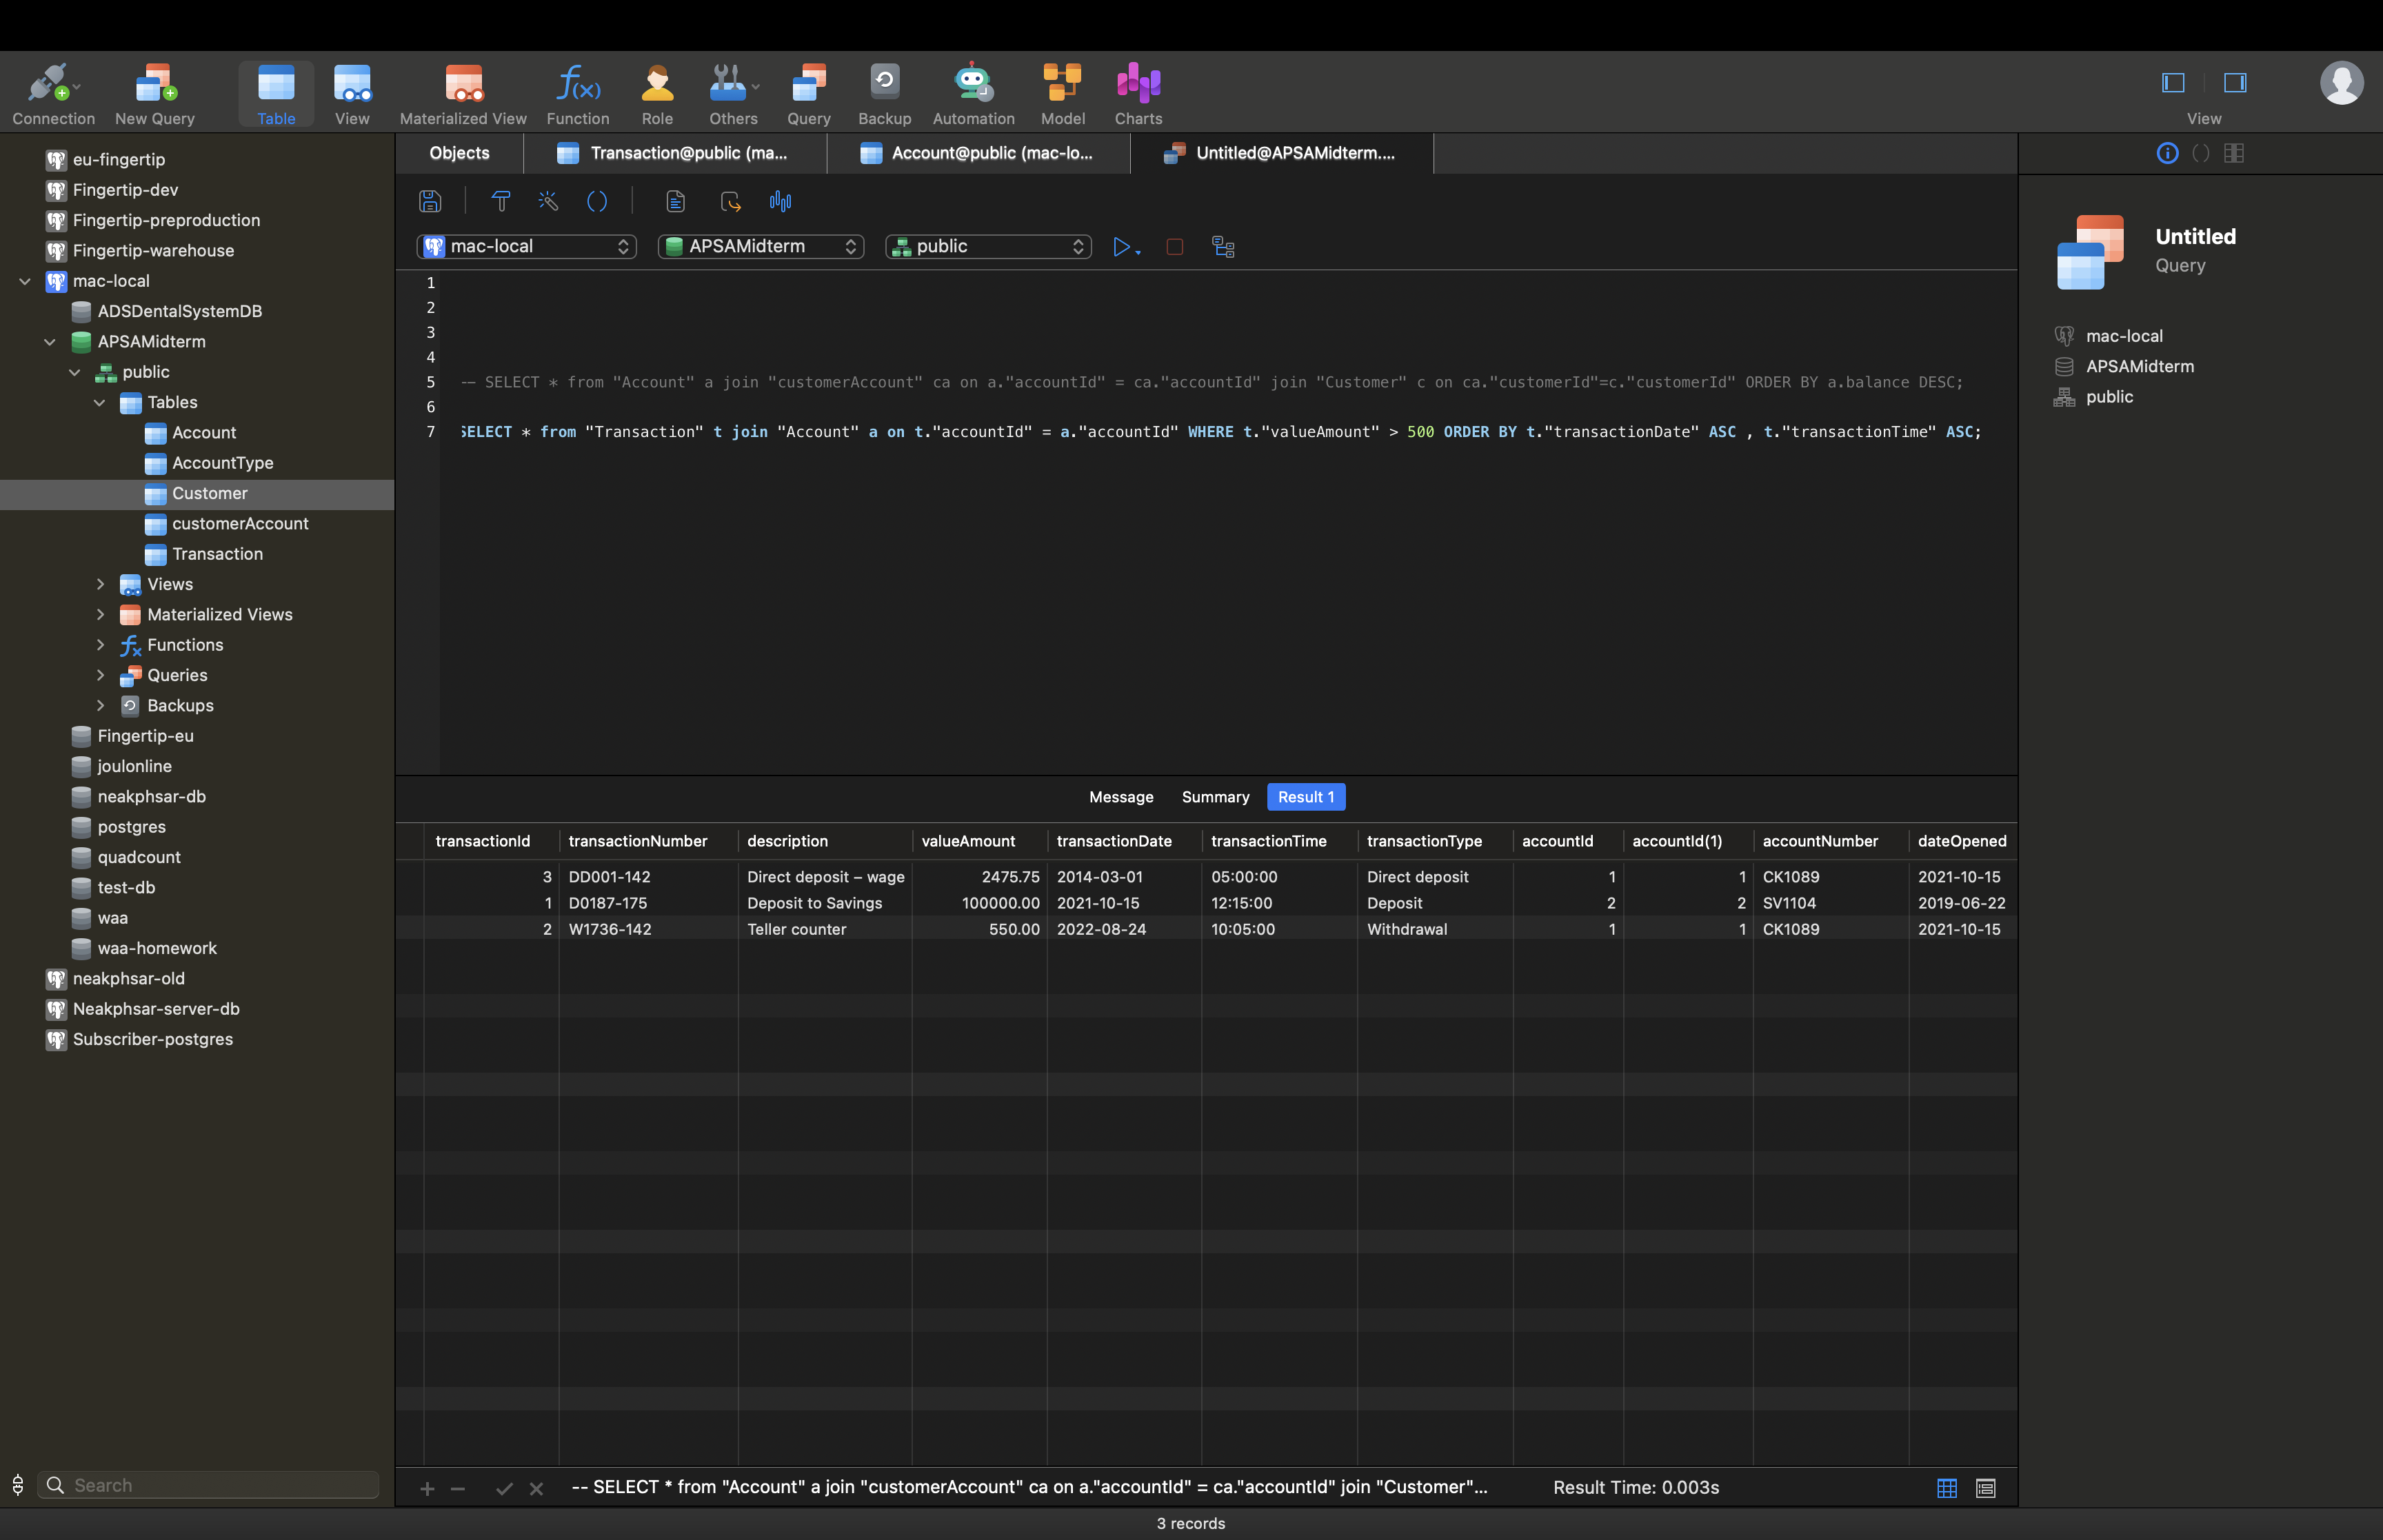 Connection
New Query
Table
View
Materialized View
Function
Role
Others
Query
Backup
Automation
Model
Charts
View
eu-fingertip
Fingertip-dev
Fingertip-preproduction
Fingertip-warehouse
mac-local
ADSDentalSystemDB
APSAMidterm
public
Tables
Account
AccountType
Customer
customerAccount
Transaction
Views
Materialized Views
Functions
Queries
Backups
Fingertip-eu
joulonline
neakphsar-db
postgres
quadcount
test-db
waa
waa-homework
neakphsar-old
Neakphsar-server-db
Subscriber-postgres
Search
Objects
Transaction@public (ma...
Account@public (mac-lo...
Untitled@APSAMidterm....
mac-local
APSAMidterm
public
1
2
3
4
5 -- SELECT * from "Account" a join "customerAccount" ca on a."accountId" = ca."accountId" join "Customer" c on ca."customerId"=c."customerId" ORDER BY a.balance DESC;
6
7 SELECT * from "Transaction" t join "Account" a on t."accountId" = a."accountId" WHERE t."valueAmount" > 500 ORDER BY t."transactionDate" ASC , t."transactionTime" ASC;
Message Summary Result 1
transactionId transactionNumber description valueAmount transactionDate transactionTime transactionType accountId accountId(1) accountNumber dateOpened
3 DD001-142 Direct deposit – wage 2475.75 2014-03-01 05:00:00 Direct deposit 1 1 CK1089 2021-10-15
1 D0187-175 Deposit to Savings 100000.00 2021-10-15 12:15:00 Deposit 2 2 SV1104 2019-06-22
2 W1736-142 Teller counter 550.00 2022-08-24 10:05:00 Withdrawal 1 1 CK1089 2021-10-15
-- SELECT * from "Account" a join "customerAccount" ca on a."accountId" = ca."accountId" join "Customer"...
Result Time: 0.003s
3 records
Untitled
Query
mac-local
APSAMidterm
public